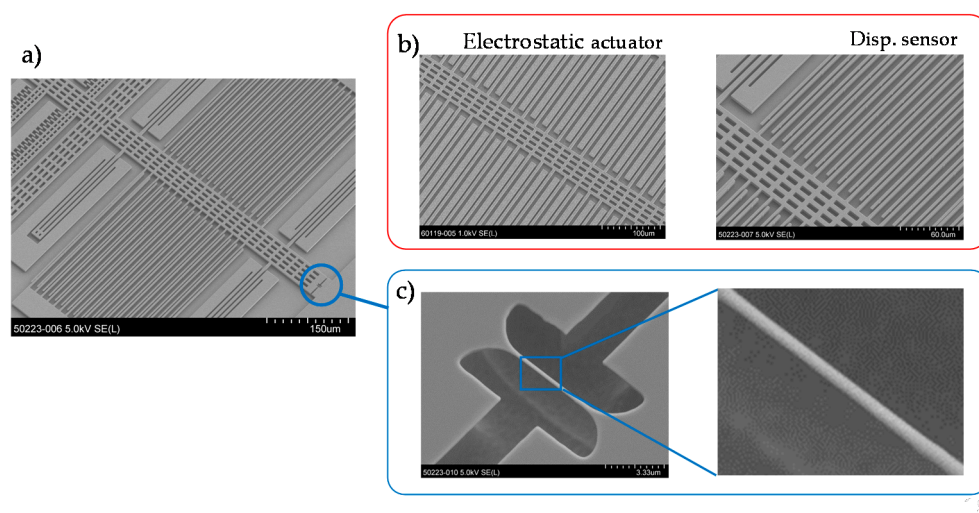 a)
50223-006 5.0kV SE(L)
150um
b)
Electrostatic actuator
Disp. sensor
60119-005 1.0kV SE(L)
100um
50223-007 5.0kV SE(L)
60.0um
c)
50223-010 5.0kV SE(L)
3.33um